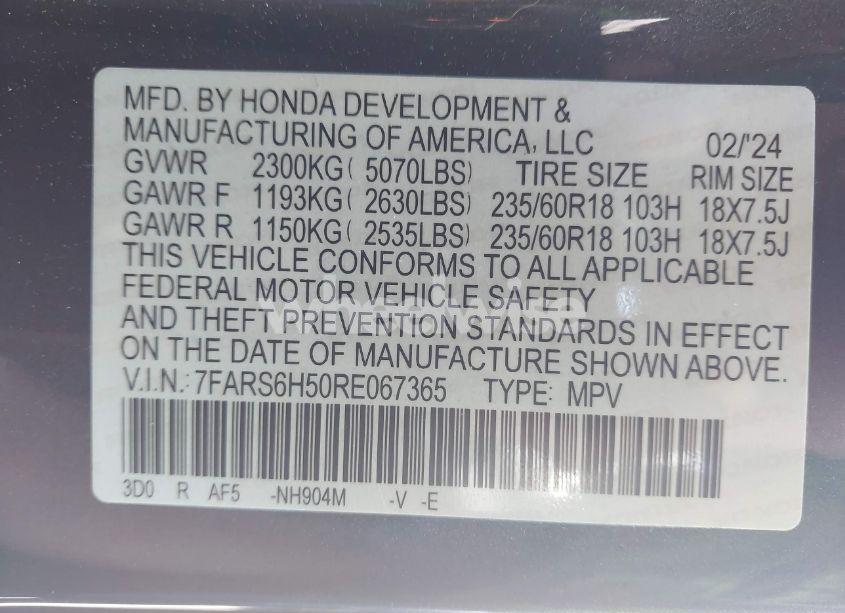 MFD. BY HONDA DEVELOPMENT &
MANUFACTURING OF AMERICA, LLC 02/'24
GVWR 2300KG( 5070LBS) TIRE SIZE RIM SIZE
GAWR F 1193KG( 2630LBS) 235/60R18 103H 18X7.5J
GAWR R 1150KG( 2535LBS) 235/60R18 103H 18X7.5J
THIS VEHICLE CONFORMS TO ALL APPLICABLE
FEDERAL MOTOR VEHICLE SAFETY
AND THEFT PREVENTION STANDARDS IN EFFECT
ON THE DATE OF MANUFACTURE SHOWN ABOVE.
V.I.N.: 7FARS6H50RE067365 TYPE: MPV
3D0 R AF5 -NH904M -V -E